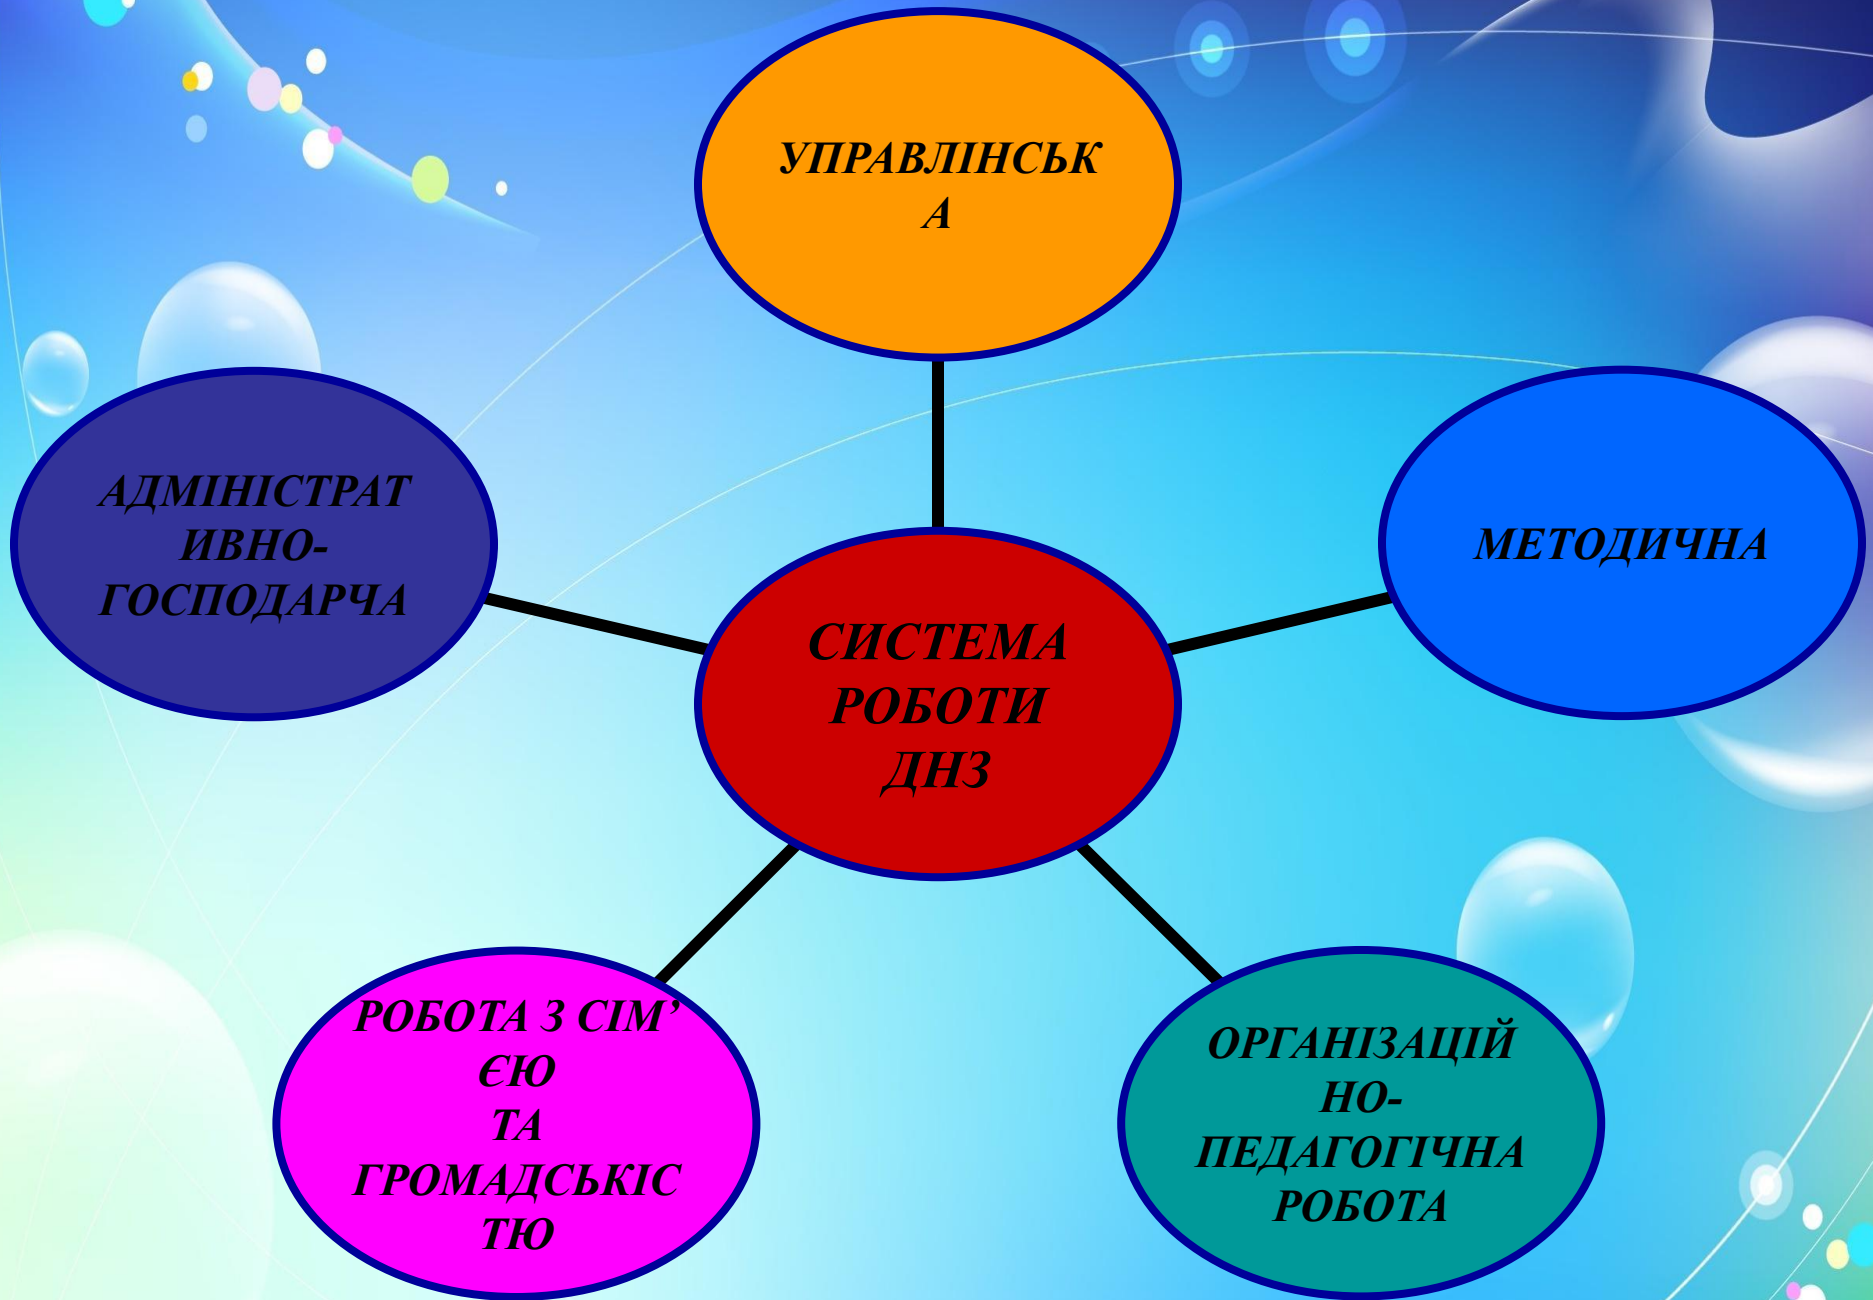 УПРАВЛІНСЬК
А
АДМІНІСТРАТ
ИВНО-
ГОСПОДАРЧА
МЕТОДИЧНА
СИСТЕМА
РОБОТИ
ДНЗ
РОБОТА З СІМ’
ЄЮ
ТА
ГРОМАДСЬКІС
ТЮ
ОРГАНІЗАЦІЙ
НО-
ПЕДАГОГІЧНА
РОБОТА